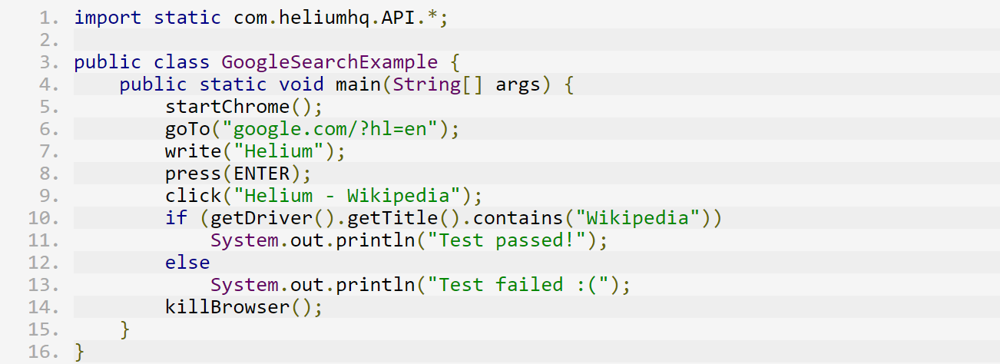 1. import static com.heliumhq.API.*;
2.
3. public class GoogleSearchExample {
4.     public static void main(String[] args) {
5.         startChrome();
6.         goTo("google.com/?hl=en");
7.         write("Helium");
8.         press(ENTER);
9.         click("Helium - Wikipedia");
10.         if (getDriver().getTitle().contains("Wikipedia"))
11.             System.out.println("Test passed!");
12.         else
13.             System.out.println("Test failed :(");
14.         killBrowser();
15.     }
16. }